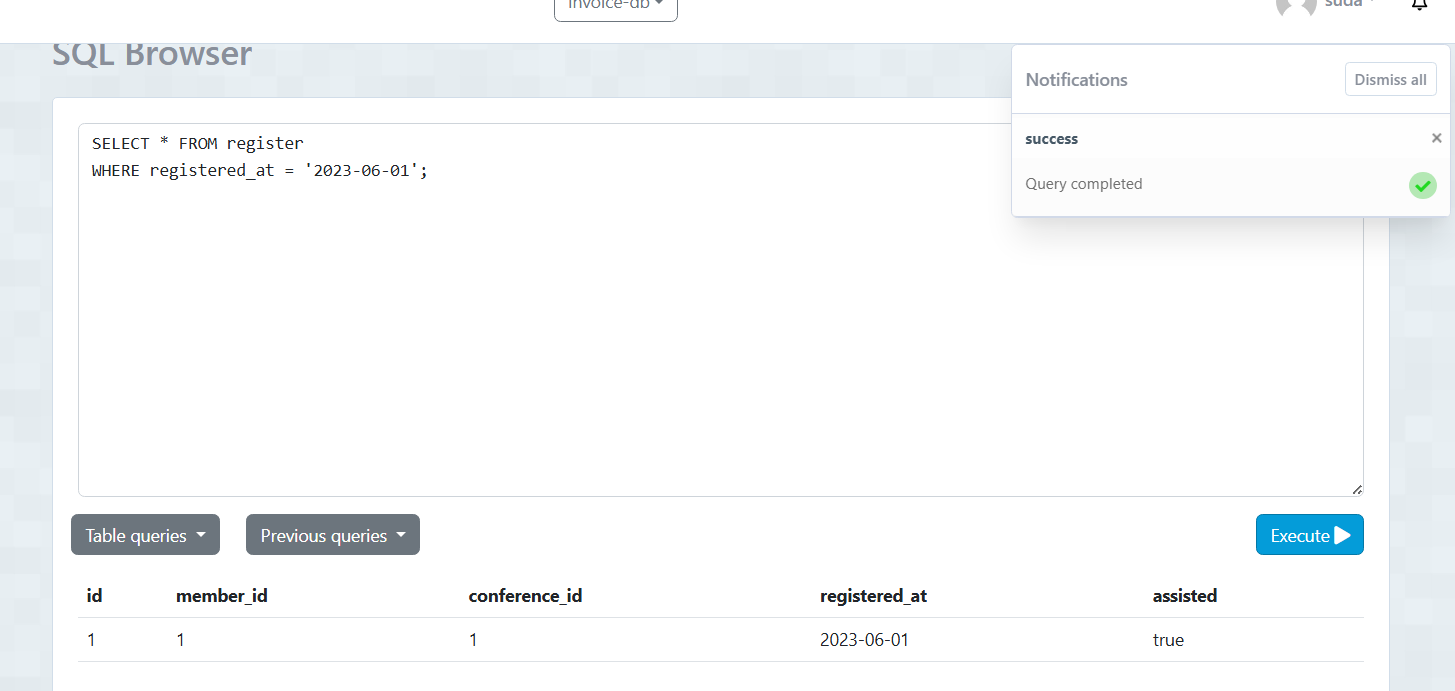 invoice-db
suda
SQL Browser
Notifications
Dismiss all
success
×
Query completed
SELECT * FROM register
WHERE registered_at = '2023-06-01';
Table queries
Previous queries
Execute
id member_id conference_id registered_at assisted
1 1 1 2023-06-01 true